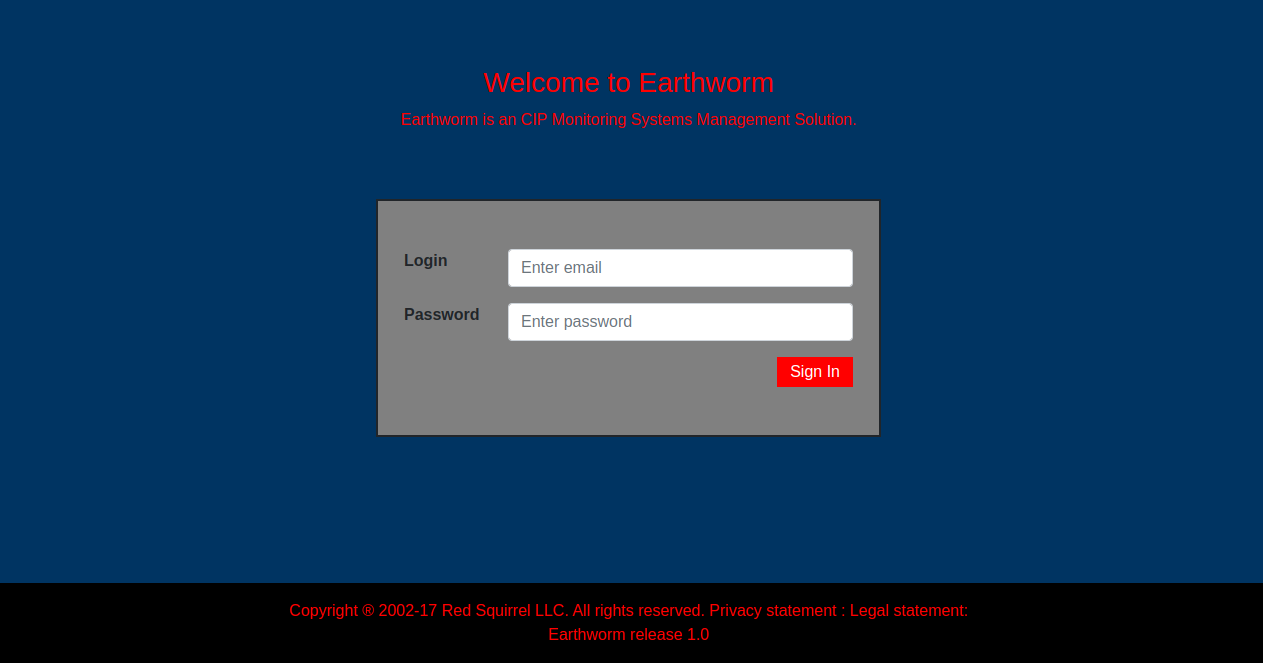 Welcome to Earthworm
Earthworm is an CIP Monitoring Systems Management Solution.
Login
Enter email
Password
Enter password
Sign In
Copyright ® 2002-17 Red Squirrel LLC. All rights reserved. Privacy statement : Legal statement:
Earthworm release 1.0